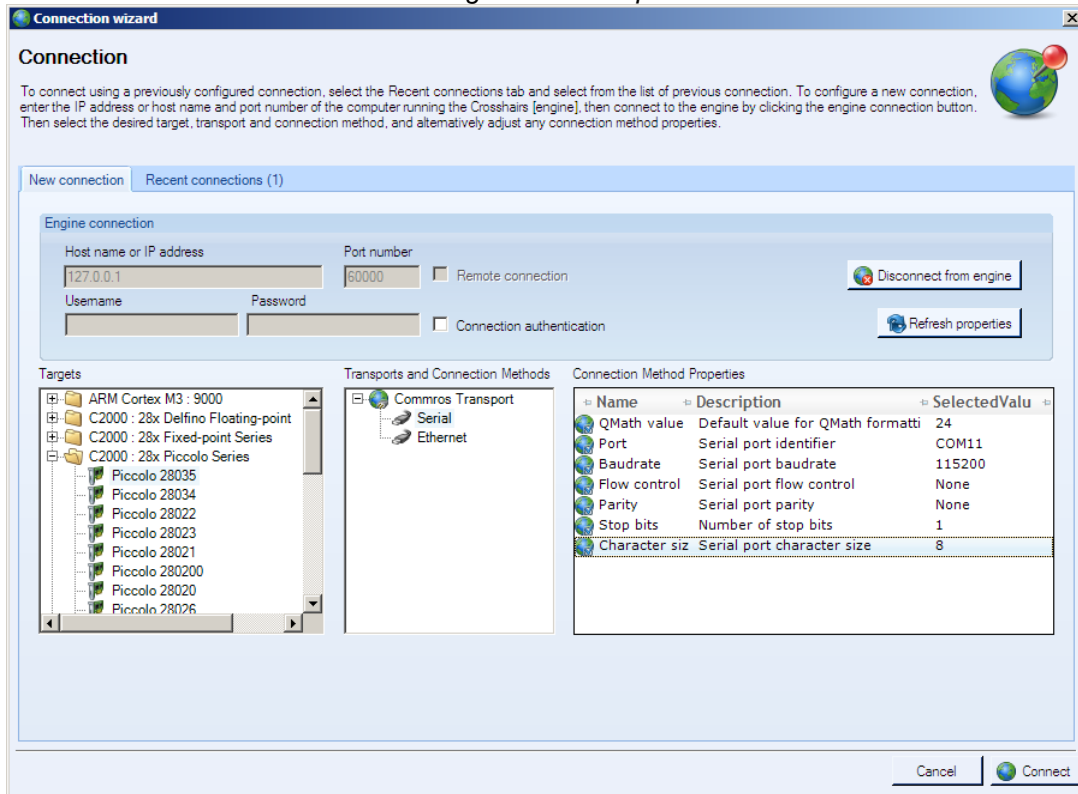 Connection wizard
Connection
To connect using a previously configured connection, select the Recent connections tab and select from the list of previous connection. To configure a new connection,
enter the IP address or host name and port number of the computer running the Crosshairs [engine], then connect to the engine by clicking the engine connection button.
Then select the desired target, transport and connection method, and alternatively adjust any connection method properties.
New connection Recent connections (1)
Engine connection
Host name or IP address Port number
127.0.0.1 60000 Remote connection Disconnect from engine
Username Password
Connection authentication Refresh properties
Targets Transports and Connection Methods Connection Method Properties
ARM Cortex M3 : 9000
C2000 : 28x Delfino Floating-point
C2000 : 28x Fixed-point Series
C2000 : 28x Piccolo Series
Piccolo 28035
Piccolo 28034
Piccolo 28022
Piccolo 28023
Piccolo 28021
Piccolo 280200
Piccolo 28020
Piccolo 28026
Commros Transport
Serial
Ethernet
Name Description SelectedValu
QMath value Default value for QMath formatti 24
Port Serial port identifier COM11
Baudrate Serial port baudrate 115200
Flow control Serial port flow control None
Parity Serial port parity None
Stop bits Number of stop bits 1
Character siz Serial port character size 8
Cancel Connect